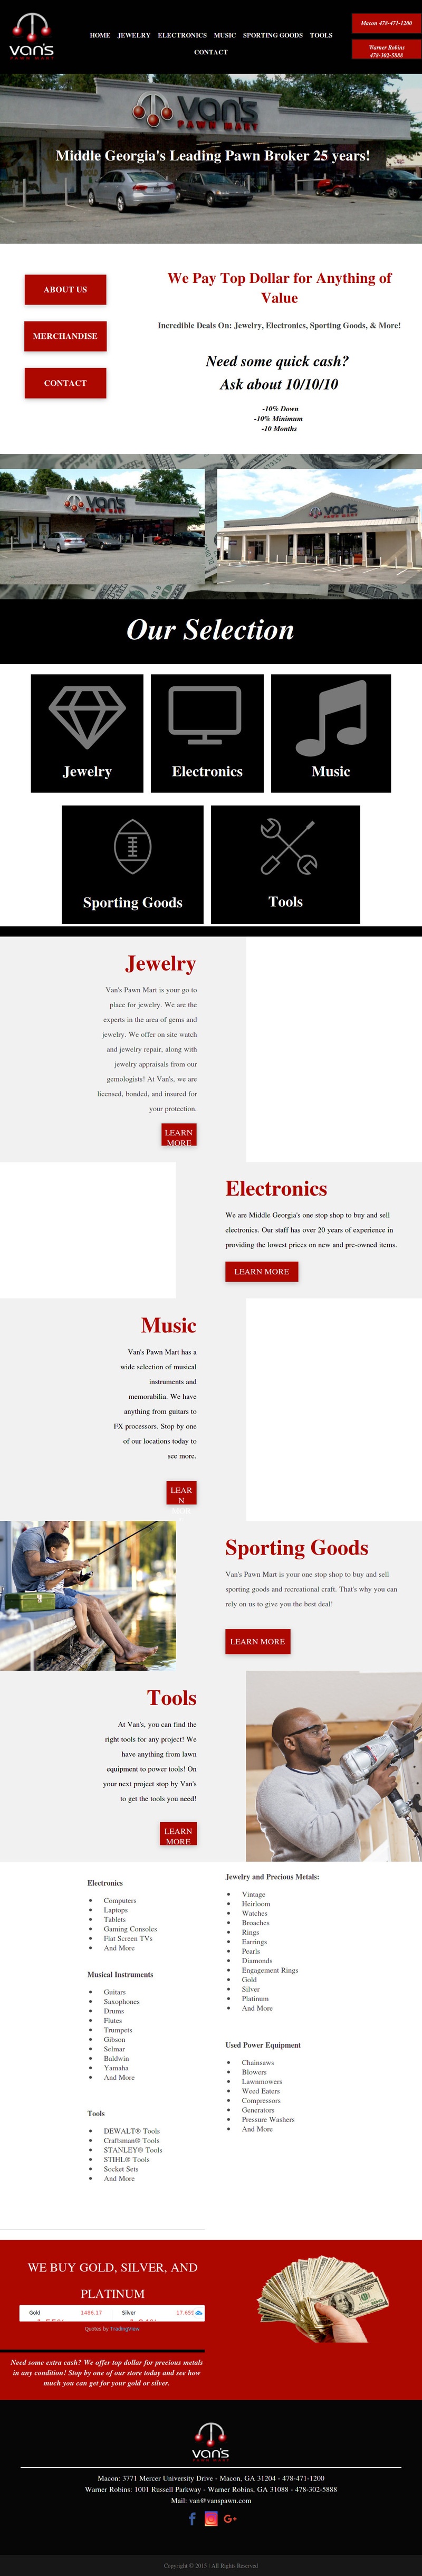 van's
PAWN MART
HOME JEWELRY ELECTRONICS MUSIC SPORTING GOODS TOOLS
CONTACT
Macon 478-471-1200
Warner Robins
478-302-5888
van's
PAWN MART
Middle Georgia's Leading Pawn Broker 25 years!
ABOUT US
MERCHANDISE
CONTACT
We Pay Top Dollar for Anything of
Value
Incredible Deals On: Jewelry, Electronics, Sporting Goods, & More!
Need some quick cash?
Ask about 10/10/10
-10% Down
-10% Minimum
-10 Months
van's
PAWN MART
van's
PAWN MART
Our Selection
Jewelry
Electronics
Music
Sporting Goods
Tools
Jewelry
Van's Pawn Mart is your go to
place for jewelry. We are the
experts in the area of gems and
jewelry. We offer on site watch
and jewelry repair, along with
jewelry appraisals from our
gemologists! At Van's, we are
licensed, bonded, and insured for
your protection.
LEARN
MORE
Electronics
We are Middle Georgia's one stop shop to buy and sell
electronics. Our staff has over 20 years of experience in
providing the lowest prices on new and pre-owned items.
LEARN MORE
Music
Van's Pawn Mart has a
wide selection of musical
instruments and
memorabilia. We have
anything from guitars to
FX processors. Stop by one
of our locations today to
see more.
LEAR
N
Sporting Goods
Van's Pawn Mart is your one stop shop to buy and sell
sporting goods and recreational craft. That's why you can
rely on us to give you the best deal!
LEARN MORE
Tools
At Van's, you can find the
right tools for any project! We
have anything from lawn
equipment to power tools! On
your next project stop by Van's
to get the tools you need!
LEARN
MORE
Electronics
• Computers
• Laptops
• Tablets
• Gaming Consoles
• Flat Screen TVs
• And More
Musical Instruments
• Guitars
• Saxophones
• Drums
• Flutes
• Trumpets
• Gibson
• Selmar
• Baldwin
• Yamaha
• And More
Tools
• DEWALT® Tools
• Craftsman® Tools
• STANLEY® Tools
• STIHL® Tools
• Socket Sets
• And More
Jewelry and Precious Metals:
• Vintage
• Heirloom
• Watches
• Broaches
• Rings
• Earrings
• Pearls
• Diamonds
• Engagement Rings
• Gold
• Silver
• Platinum
• And More
Used Power Equipment
• Chainsaws
• Blowers
• Lawnmowers
• Weed Eaters
• Compressors
• Generators
• Pressure Washers
• And More
WE BUY GOLD, SILVER, AND
PLATINUM
Gold 1486.17 Silver
Quotes by TradingView
Need some extra cash? We offer top dollar for precious metals
in any condition! Stop by one of our store today and see how
much you can get for your gold or silver.
van's
PAWN MART
Macon: 3771 Mercer University Drive - Macon, GA 31204 - 478-471-1200
Warner Robins: 1001 Russell Parkway - Warner Robins, GA 31088 - 478-302-5888
Mail: van@vanspawn.com
Copyright © 2015 | All Rights Reserved